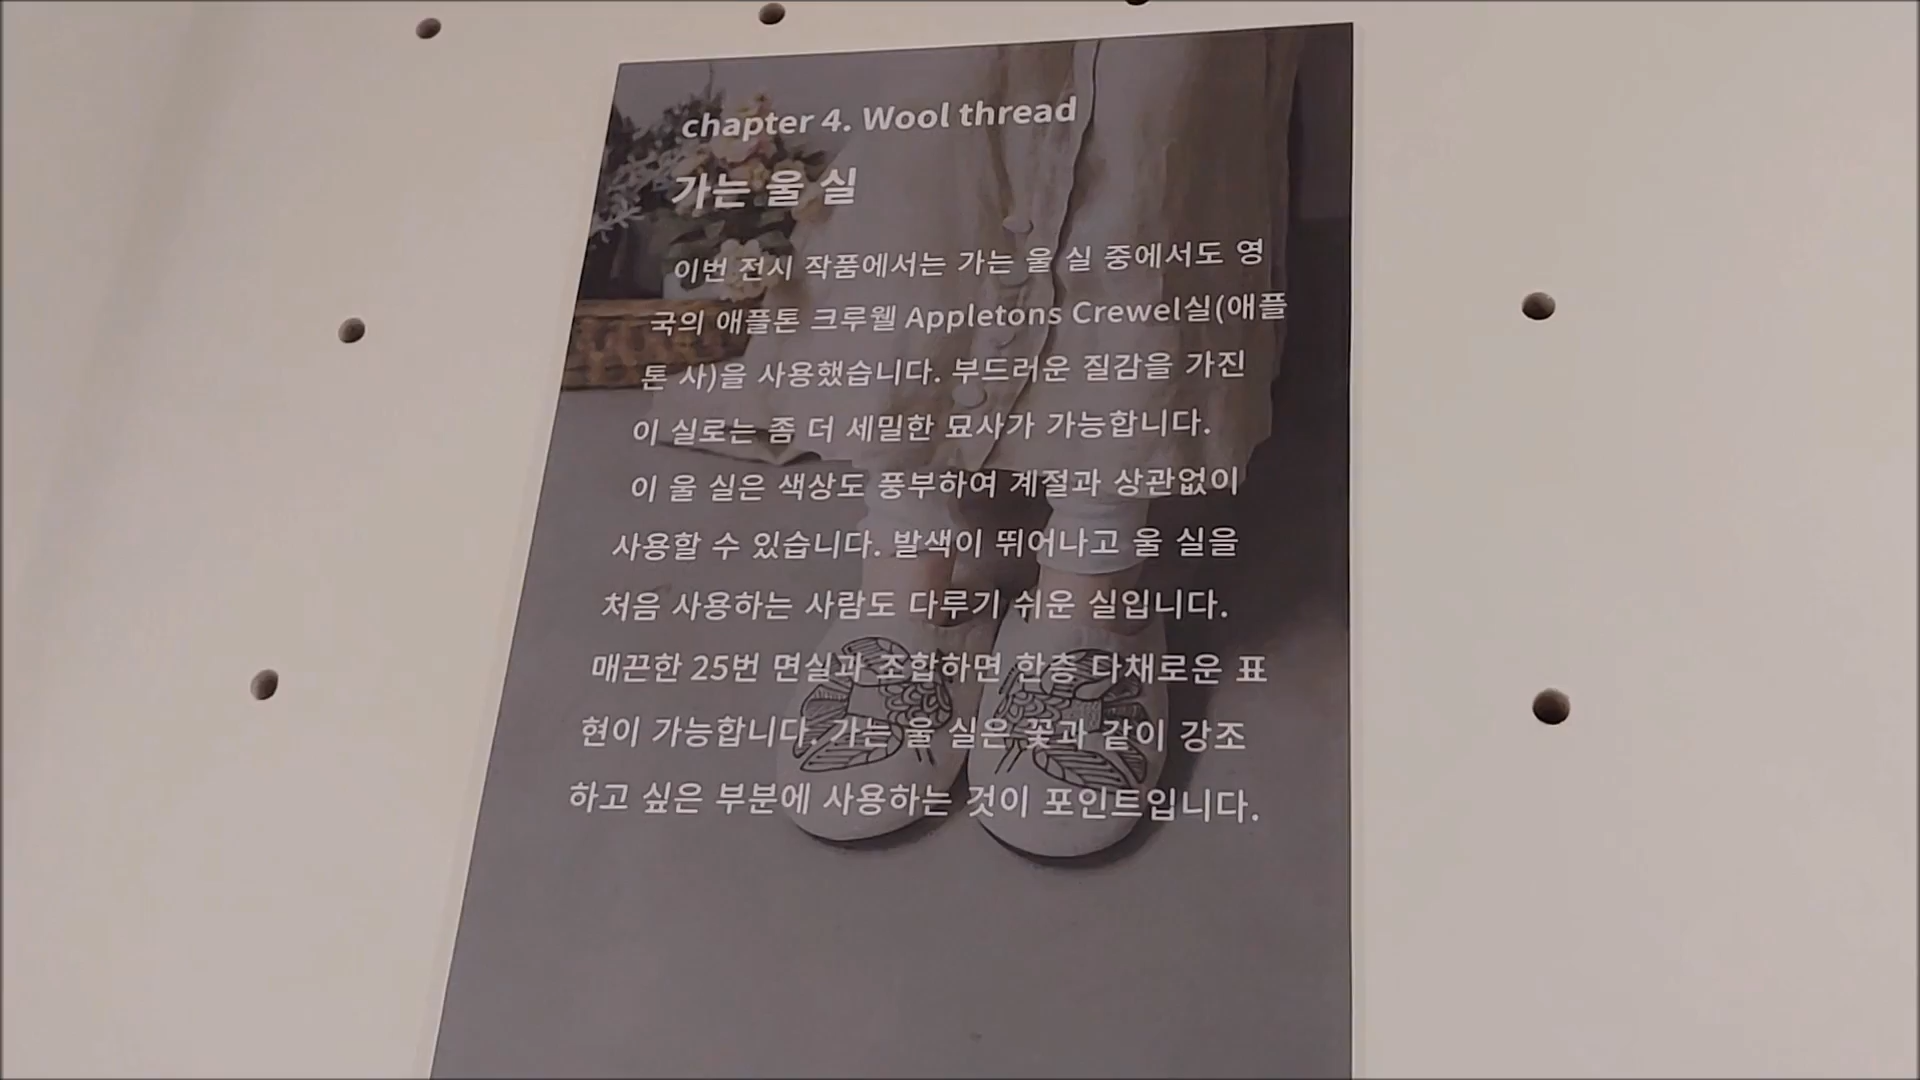 chapter 4. Wool thread
가는 울 실
이번 전시 작품에서는 가는 울 실 중에서도 영
국의 애플톤 크루웰 Appletons Crewel실(애플
톤 사)을 사용했습니다. 부드러운 질감을 가진
이 실로는 좀 더 세밀한 묘사가 가능합니다.
이 울 실은 색상도 풍부하여 계절과 상관없이
사용할 수 있습니다. 발색이 뛰어나고 울 실을
처음 사용하는 사람도 다루기 쉬운 실입니다.
매끈한 25번 면실과 조합하면 한층 다채로운 표
현이 가능합니다. 가는 울 실은 꽃과 같이 강조
하고 싶은 부분에 사용하는 것이 포인트입니다.